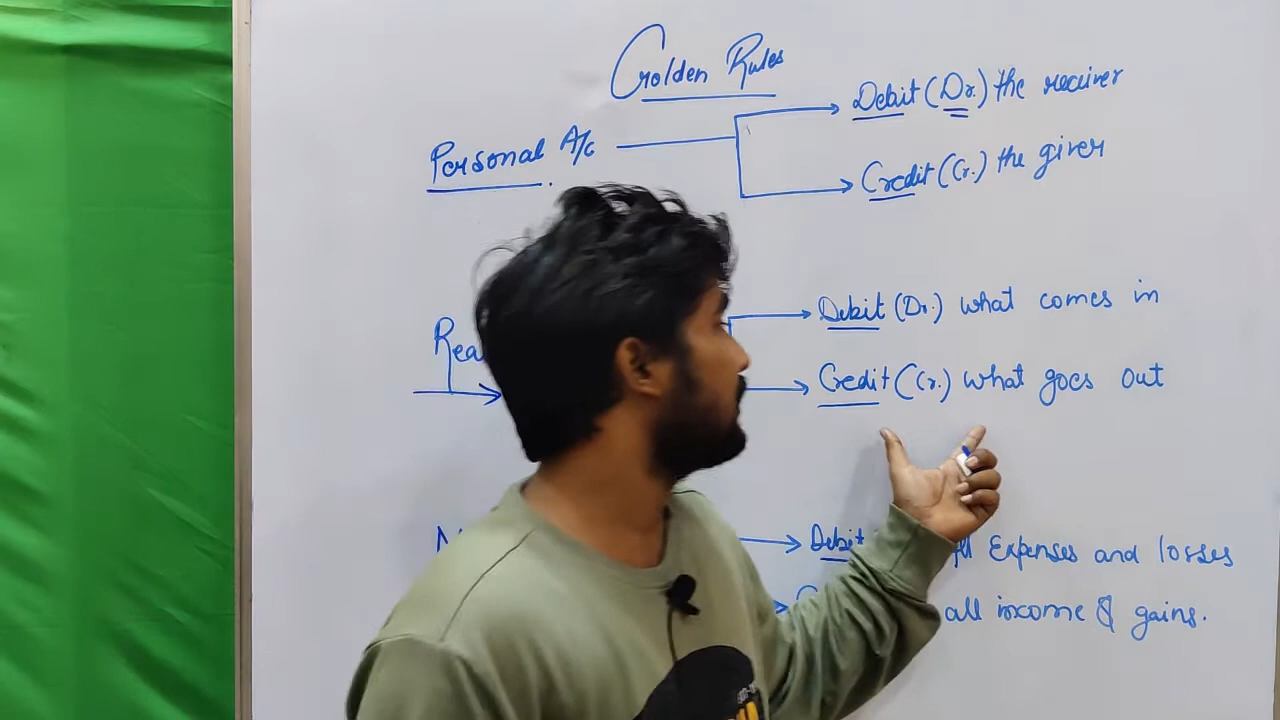 Golden Rules
Personal A/c
Debit (Dr.) the receiver
Credit (Cr.) the giver
Debit (Dr.) what comes in
Credit (Cr.) what goes out
Debit all Expenses and losses
all income & gains.